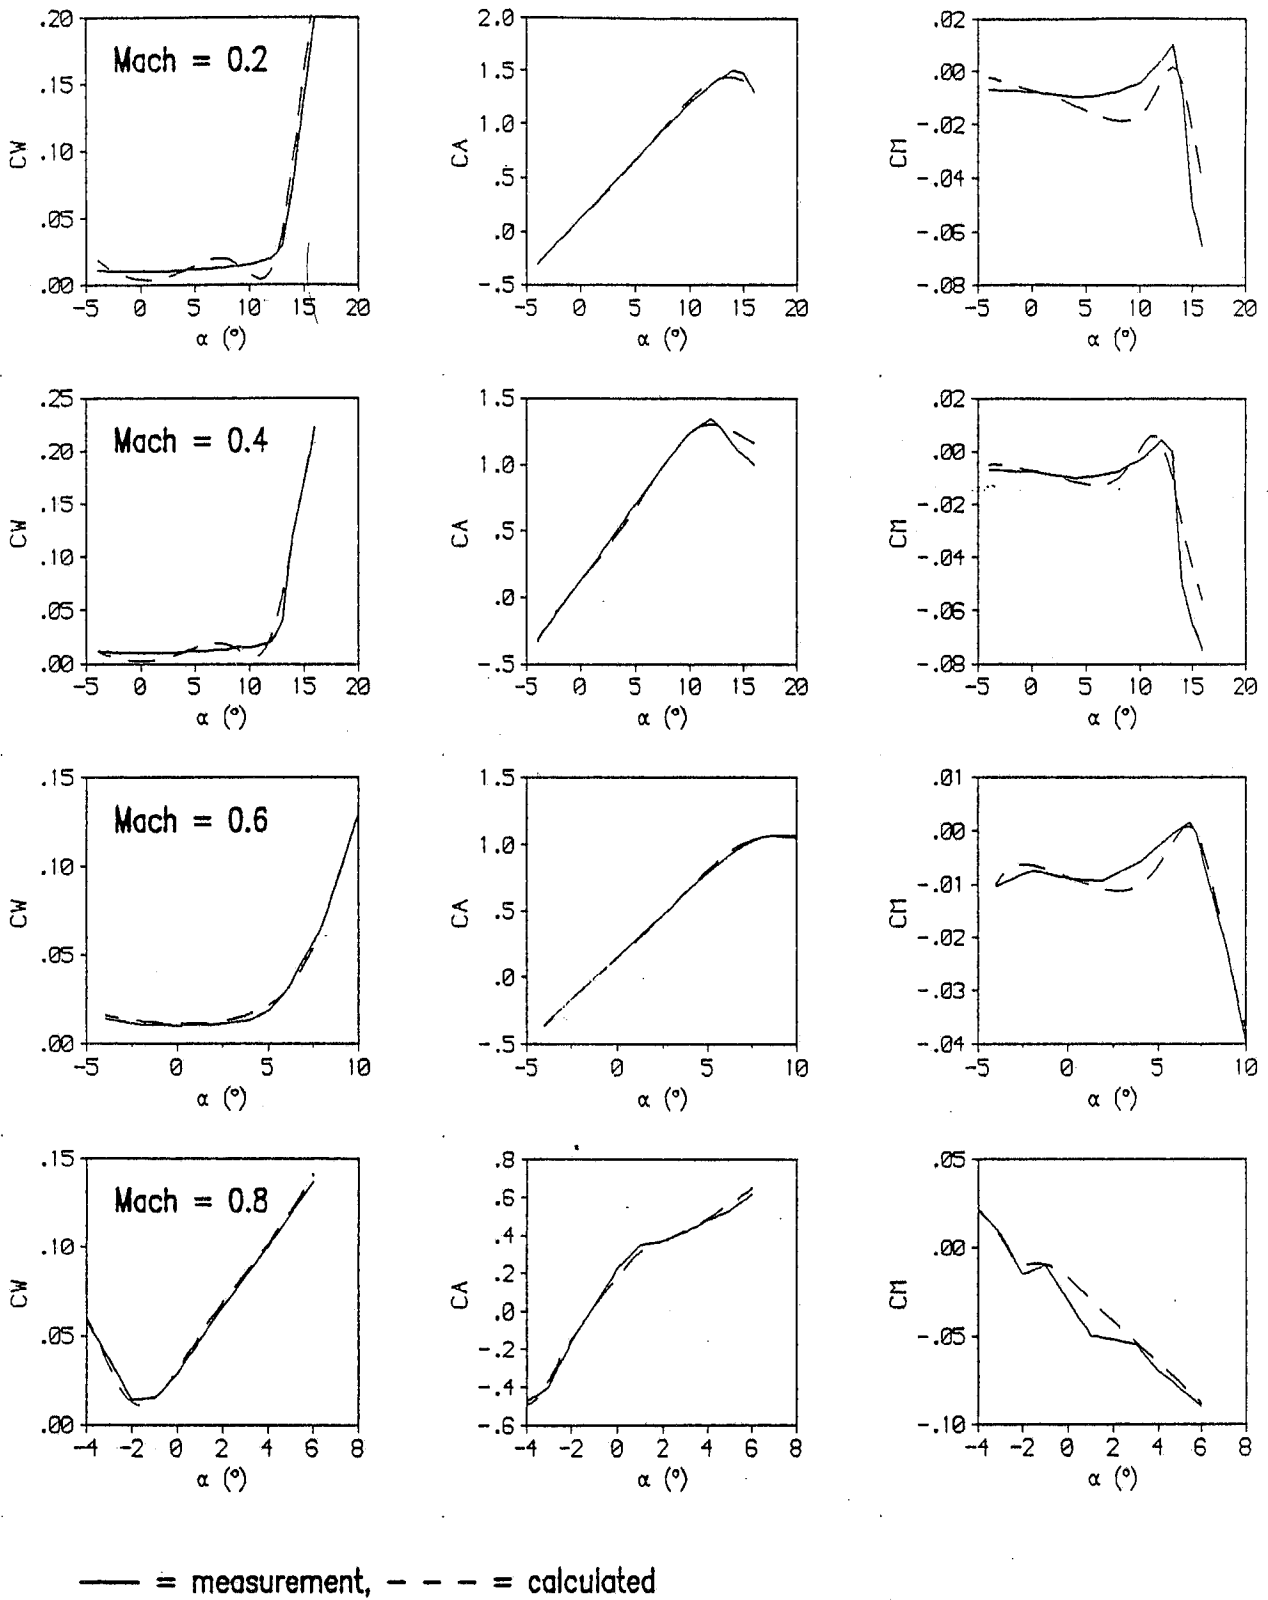 .20
.15
.10
.05
.00
CW
Mach = 0.2
-5 0 5 10 15 20
α (°)
2.0
1.5
1.0
.5
.0
-.5
CA
-5 0 5 10 15 20
α (°)
.02
.00
-.02
-.04
-.06
-.08
CM
-5 0 5 10 15 20
α (°)
.25
.20
.15
.10
.05
.00
CW
Mach = 0.4
-5 0 5 10 15 20
α (°)
1.5
1.0
.5
.0
-.5
CA
-5 0 5 10 15 20
α (°)
.02
.00
-.02
-.04
-.06
-.08
CM
-5 0 5 10 15 20
α (°)
.15
.10
.05
.00
CW
Mach = 0.6
-5 0 5 10
α (°)
1.5
1.0
.5
.0
-.5
CA
-5 0 5 10
α (°)
.01
.00
-.01
-.02
-.03
-.04
CM
-5 0 5 10
α (°)
.15
.10
.05
.00
CW
Mach = 0.8
-4 -2 0 2 4 6 8
α (°)
.8
.6
.4
.2
.0
-.2
-.4
-.6
CA
-4 -2 0 2 4 6 8
α (°)
.05
.00
-.05
-.10
CM
-4 -2 0 2 4 6 8
α (°)
—— = measurement, - - - - = calculated